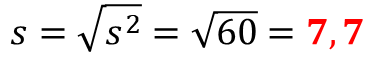 s = √s² = √60 = 7,7